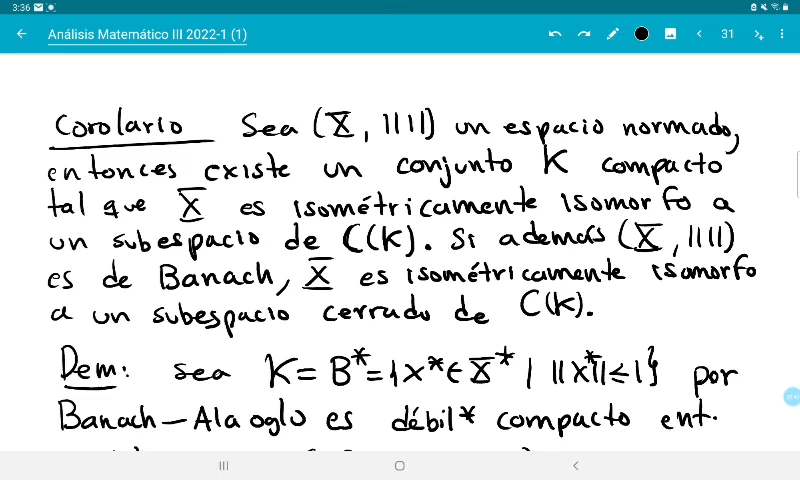 3:36
Análisis Matemático III 2022-1 (1)
31
Corolario Sea (X, ||||) un espacio normado,
entonces existe un conjunto K compacto
tal que X es isométricamente isomorfo a
un subespacio de C(K). Si además (X, ||||)
es de Banach, X es isométricamente isomorfo
a un subespacio cerrado de C(K).
Dem: sea K = B* = {x* ∈ X* | ||x*|| ≤ 1} por
Banach-Alaoglo es débil* compacto ent.